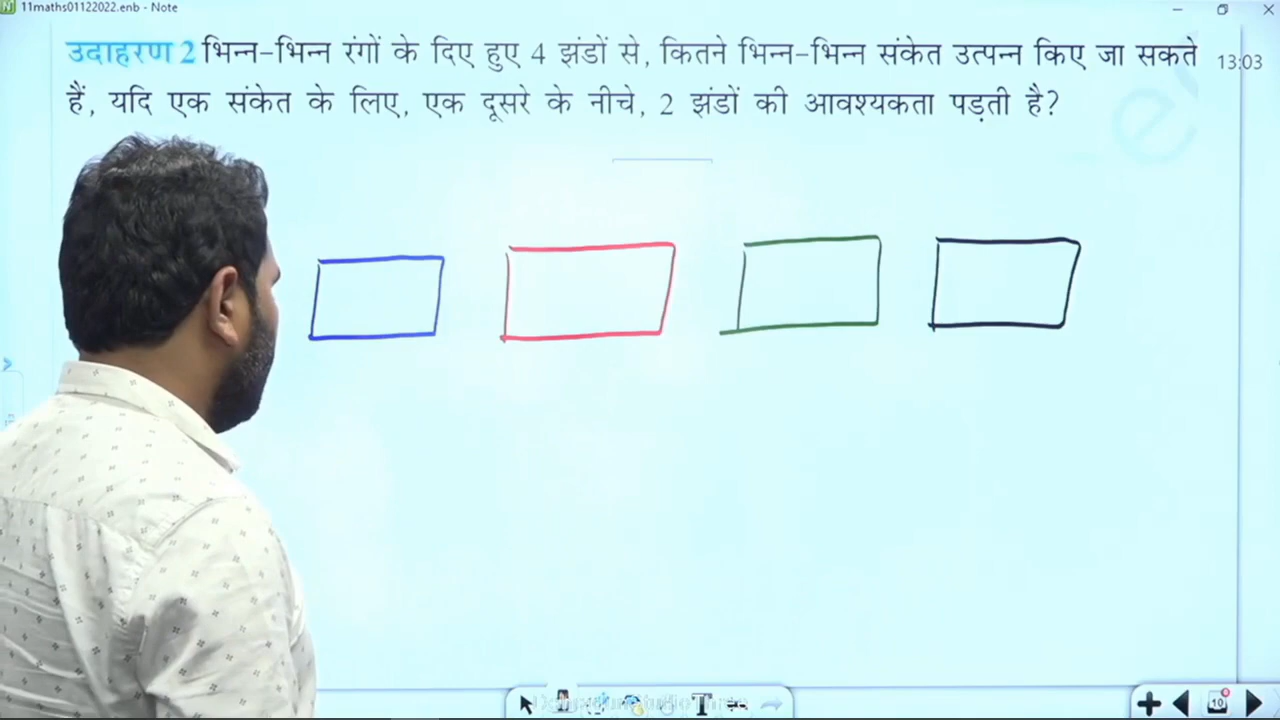 11maths01122022.enb - Note
उदाहरण 2 भिन्न-भिन्न रंगों के दिए हुए 4 झंडों से, कितने भिन्न-भिन्न संकेत उत्पन्न किए जा सकते
13:03
हैं, यदि एक संकेत के लिए, एक दूसरे के नीचे, 2 झंडों की आवश्यकता पड़ती है?
10